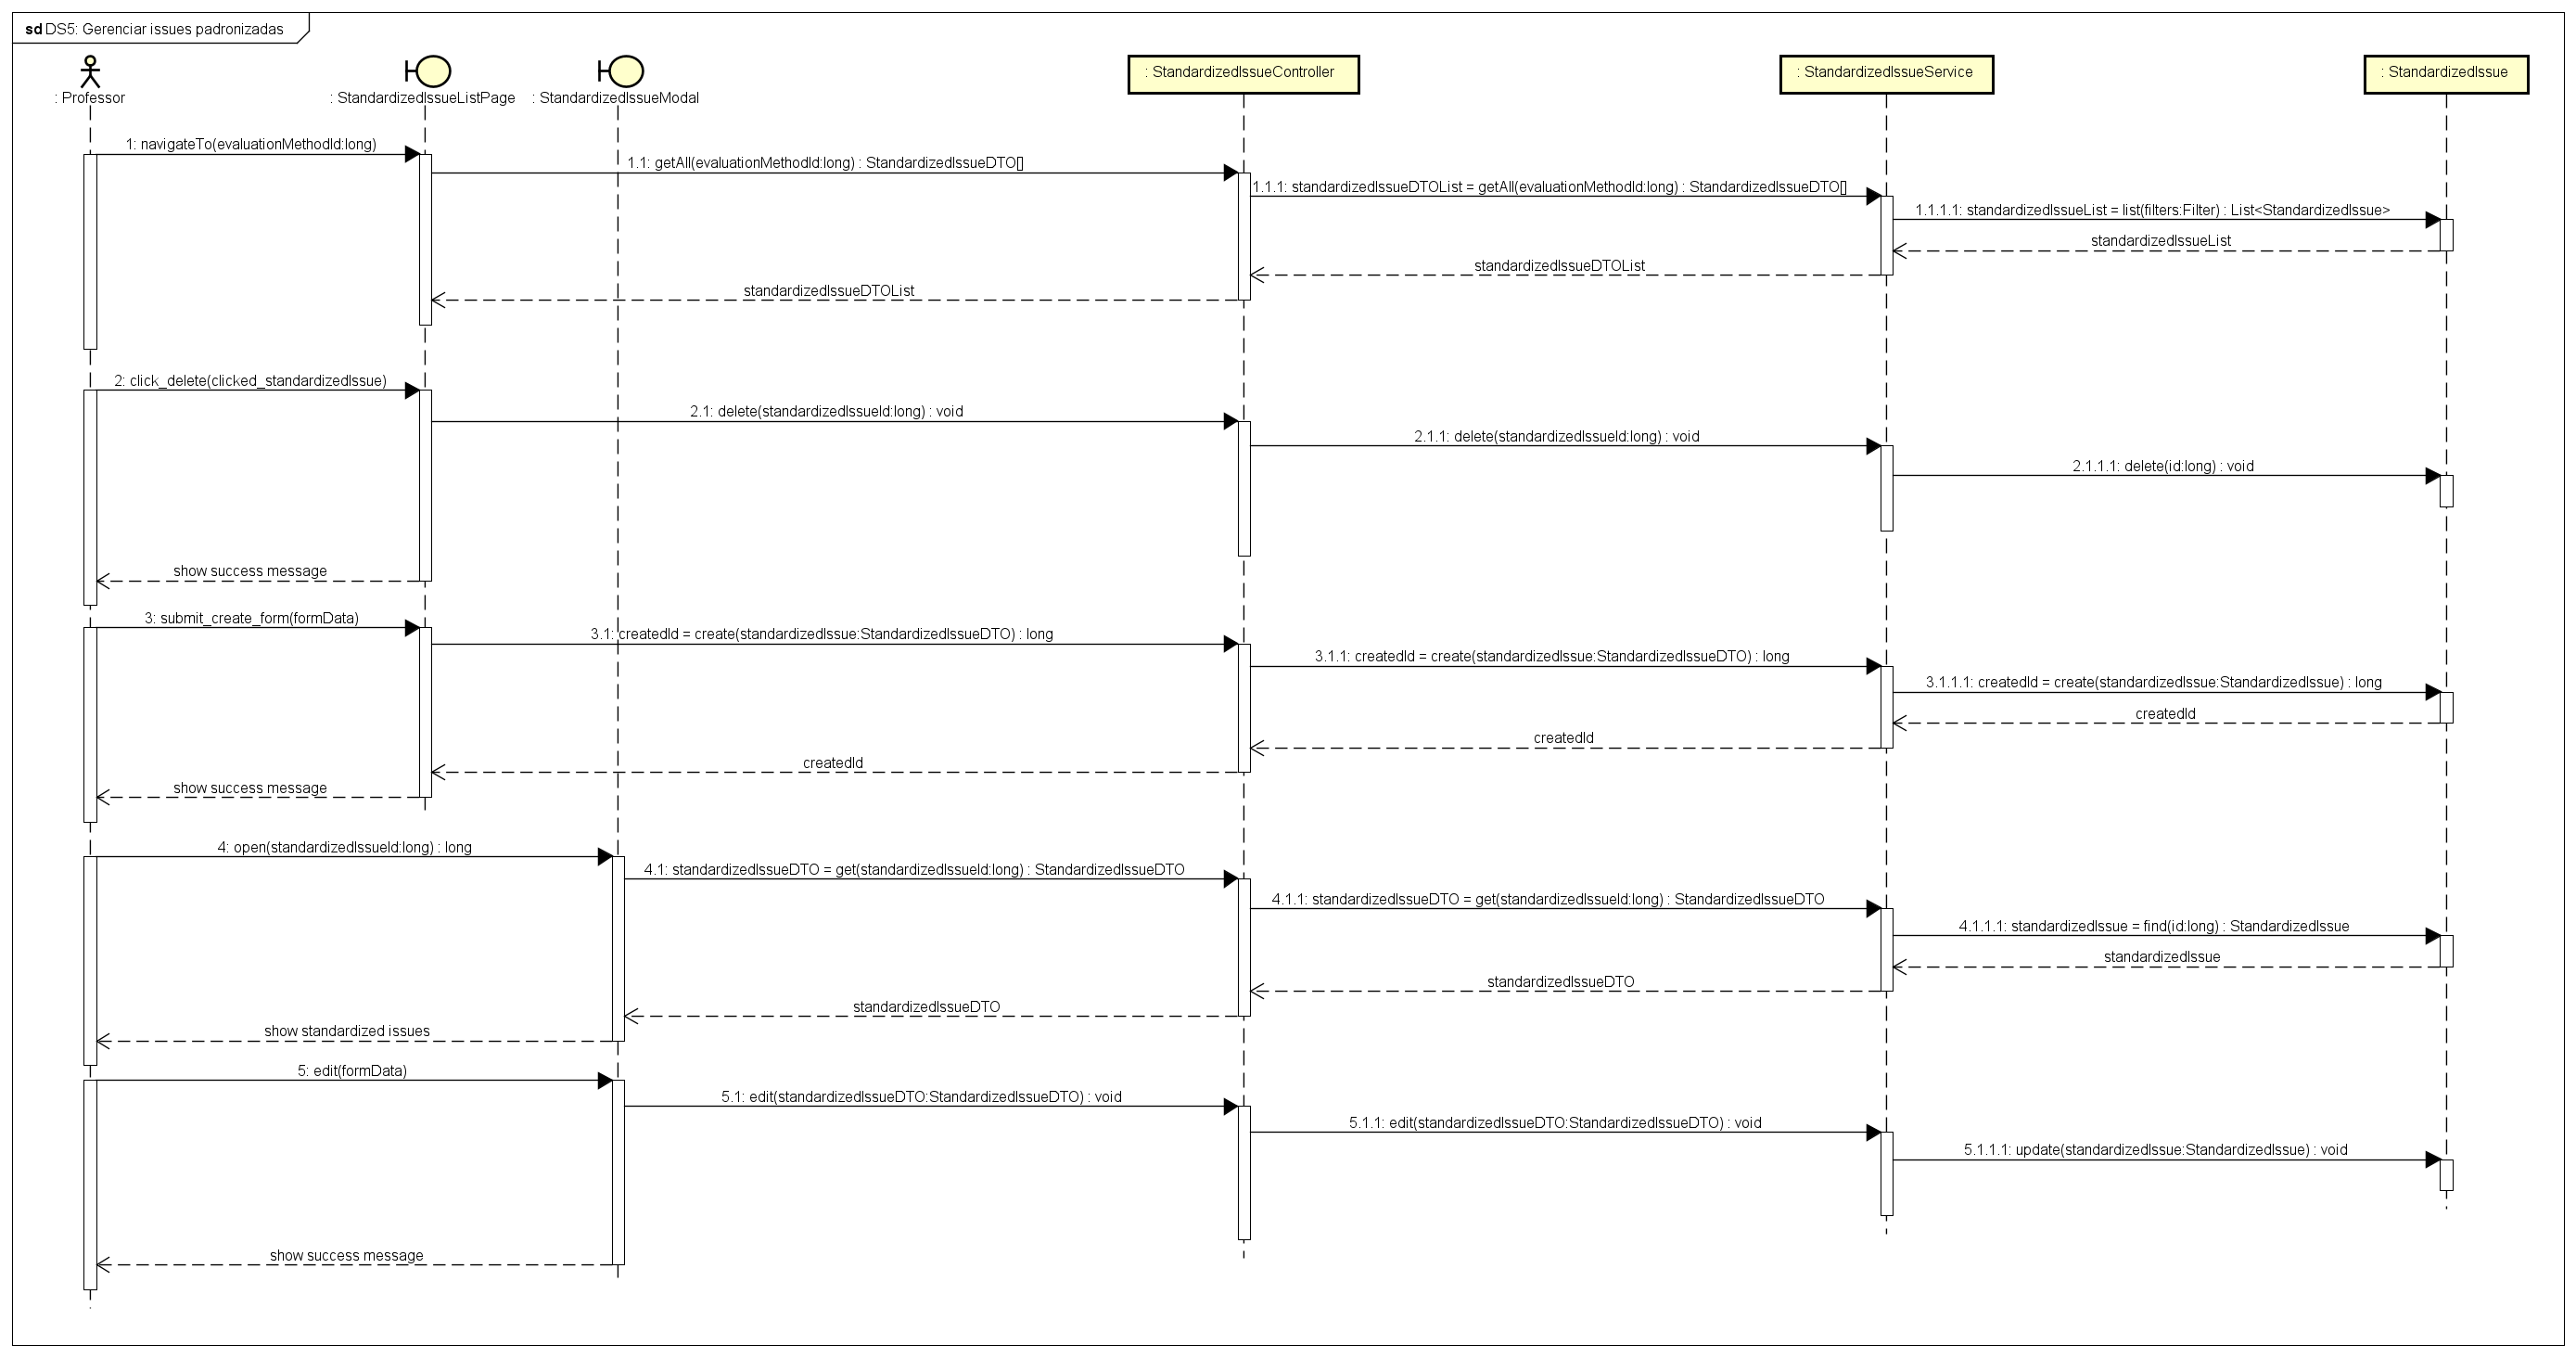 sd DS5: Gerenciar issues padronizadas
: Professor
: StandardizedIssueListPage
: StandardizedIssueModal
: StandardizedIssueController
: StandardizedIssueService
: StandardizedIssue
1: navigateTo(evaluationMethodId:long)
1.1: getAll(evaluationMethodId:long) : StandardizedIssueDTO[]
1.1.1: standardizedIssueDTOList = getAll(evaluationMethodId:long) : StandardizedIssueDTO[]
1.1.1.1: standardizedIssueList = list(filters:Filter) : List<StandardizedIssue>
standardizedIssueList
standardizedIssueDTOList
standardizedIssueDTOList
2: click_delete(clicked_standardizedIssue)
2.1: delete(standardizedIssueId:long) : void
2.1.1: delete(standardizedIssueId:long) : void
2.1.1.1: delete(id:long) : void
show success message
3: submit_create_form(formData)
3.1: createdId = create(standardizedIssue:StandardizedIssueDTO) : long
3.1.1: createdId = create(standardizedIssue:StandardizedIssueDTO) : long
3.1.1.1: createdId = create(standardizedIssue:StandardizedIssue) : long
createdId
createdId
createdId
show success message
4: open(standardizedIssueId:long) : long
4.1: standardizedIssueDTO = get(standardizedIssueId:long) : StandardizedIssueDTO
4.1.1: standardizedIssueDTO = get(standardizedIssueId:long) : StandardizedIssueDTO
4.1.1.1: standardizedIssue = find(id:long) : StandardizedIssue
standardizedIssue
standardizedIssueDTO
standardizedIssueDTO
show standardized issues
5: edit(formData)
5.1: edit(standardizedIssueDTO:StandardizedIssueDTO) : void
5.1.1: edit(standardizedIssueDTO:StandardizedIssueDTO) : void
5.1.1.1: update(standardizedIssue:StandardizedIssue) : void
show success message